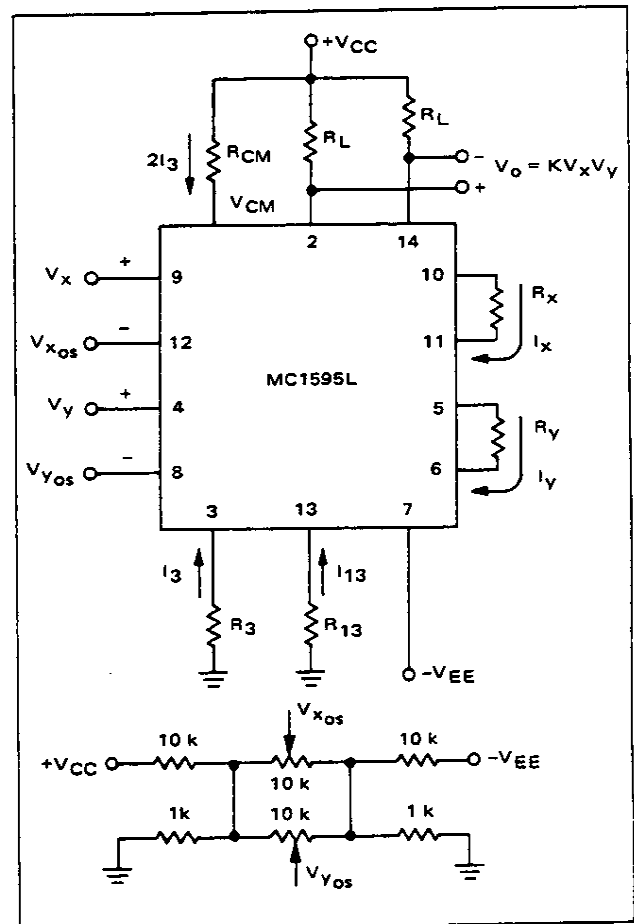 +VCC
RCM
RL
RL
2I3
VCM
- Vo = KVxVy
+
2
14
Vx + 9
10
Rx
Vxos - 12
11
Ix
MC1595L
Vy + 4
5
Ry
Vyos - 8
6
Iy
3
13
7
I3
I13
R3
R13
-VEE
Vxos
+VCC
10 k
10 k
10 k
-VEE
1k
10 k
1 k
Vyos